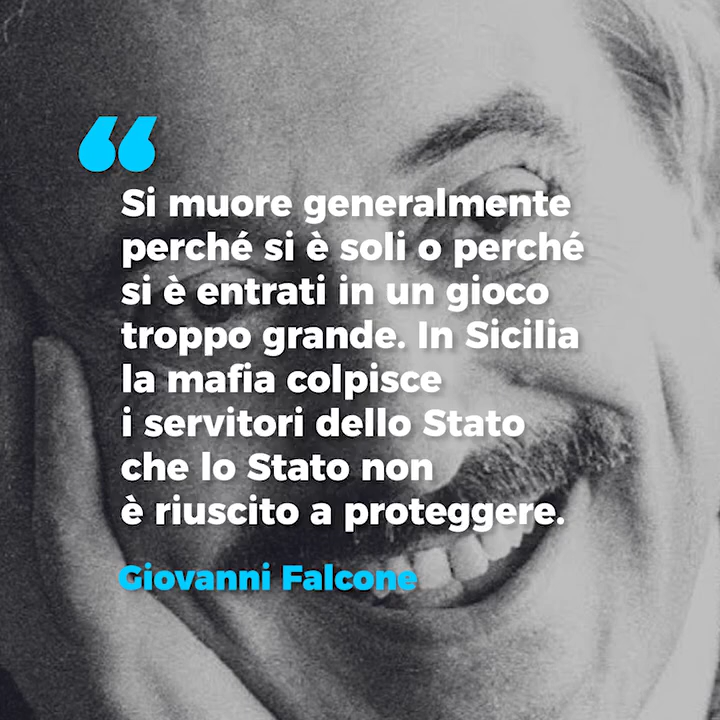 “
Si muore generalmente
perché si è soli o perché
si è entrati in un gioco
troppo grande. In Sicilia
la mafia colpisce
i servitori dello Stato
che lo Stato non
è riuscito a proteggere.
Giovanni Falcone